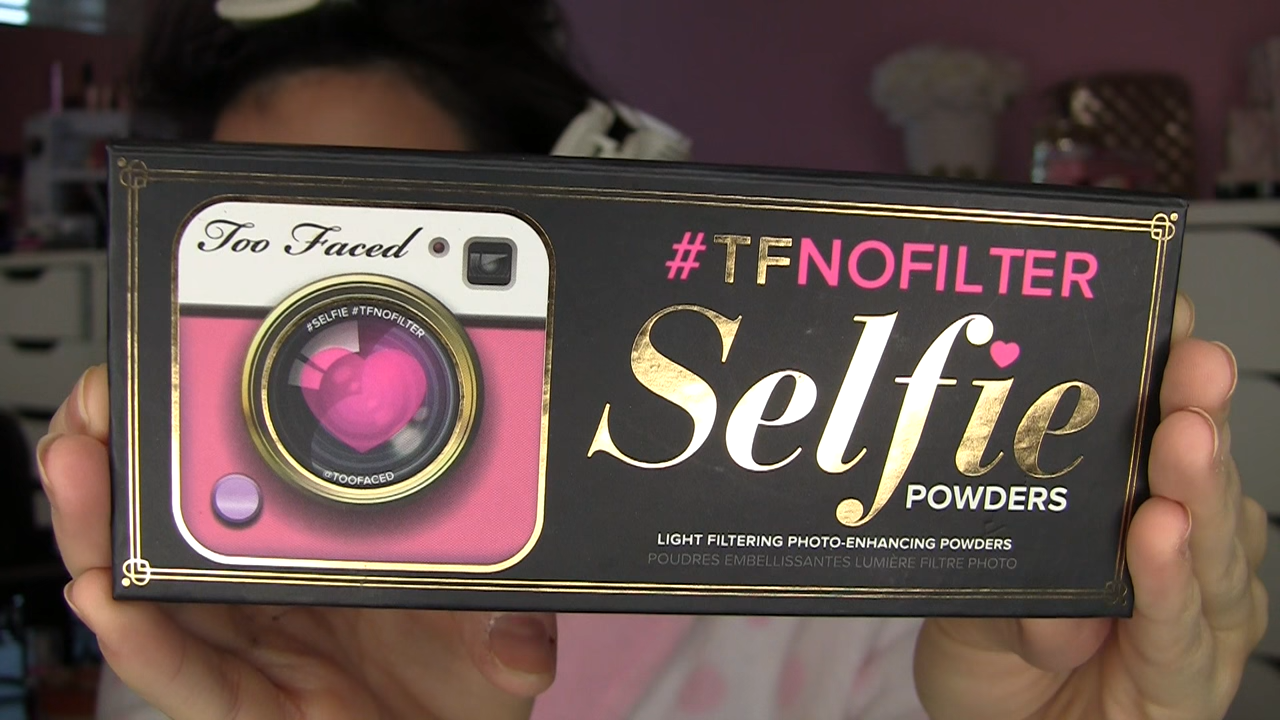 Too Faced
#SELFIE #TFNOFILTER
@TOOFACED
#TFNOFILTER
Selfie
POWDERS
LIGHT FILTERING PHOTO-ENHANCING POWDERS
POUDRES EMBELLISSANTES LUMIÈRE FILTRE PHOTO